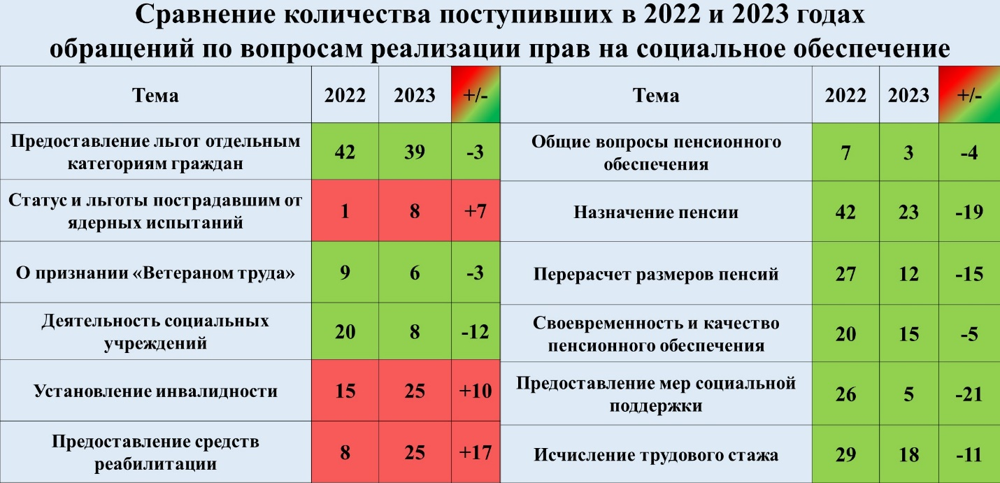 Сравнение количества поступивших в 2022 и 2023 годах
обращений по вопросам реализации прав на социальное обеспечение
Тема 2022 2023 +/-
Предоставление льгот отдельным
категориям граждан 42 39 -3
Статус и льготы пострадавшим от
ядерных испытаний 1 8 +7
О признании «Ветераном труда» 9 6 -3
Деятельность социальных
учреждений 20 8 -12
Установление инвалидности 15 25 +10
Предоставление средств
реабилитации 8 25 +17
Тема 2022 2023 +/-
Общие вопросы пенсионного
обеспечения 7 3 -4
Назначение пенсии 42 23 -19
Перерасчет размеров пенсий 27 12 -15
Своевременность и качество
пенсионного обеспечения 20 15 -5
Предоставление мер социальной
поддержки 26 5 -21
Исчисление трудового стажа 29 18 -11